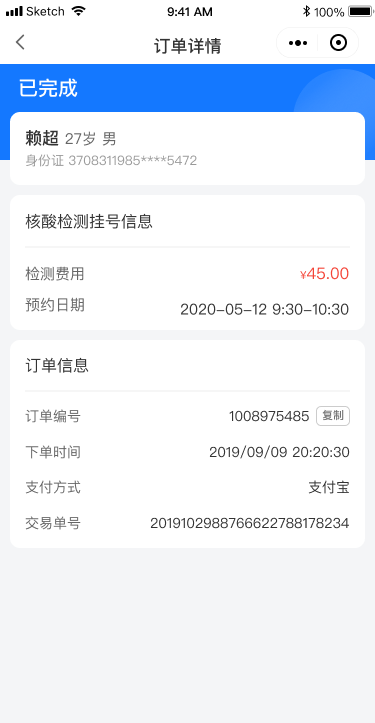 Sketch 9:41 AM 100%
订单详情
已完成
赖超 27岁 男
身份证 3708311985****5472
核酸检测挂号信息
检测费用 ¥45.00
预约日期 2020-05-12 9:30-10:30
订单信息
订单编号 1008975485 复制
下单时间 2019/09/09 20:20:30
支付方式 支付宝
交易单号 2019102988766622788178234